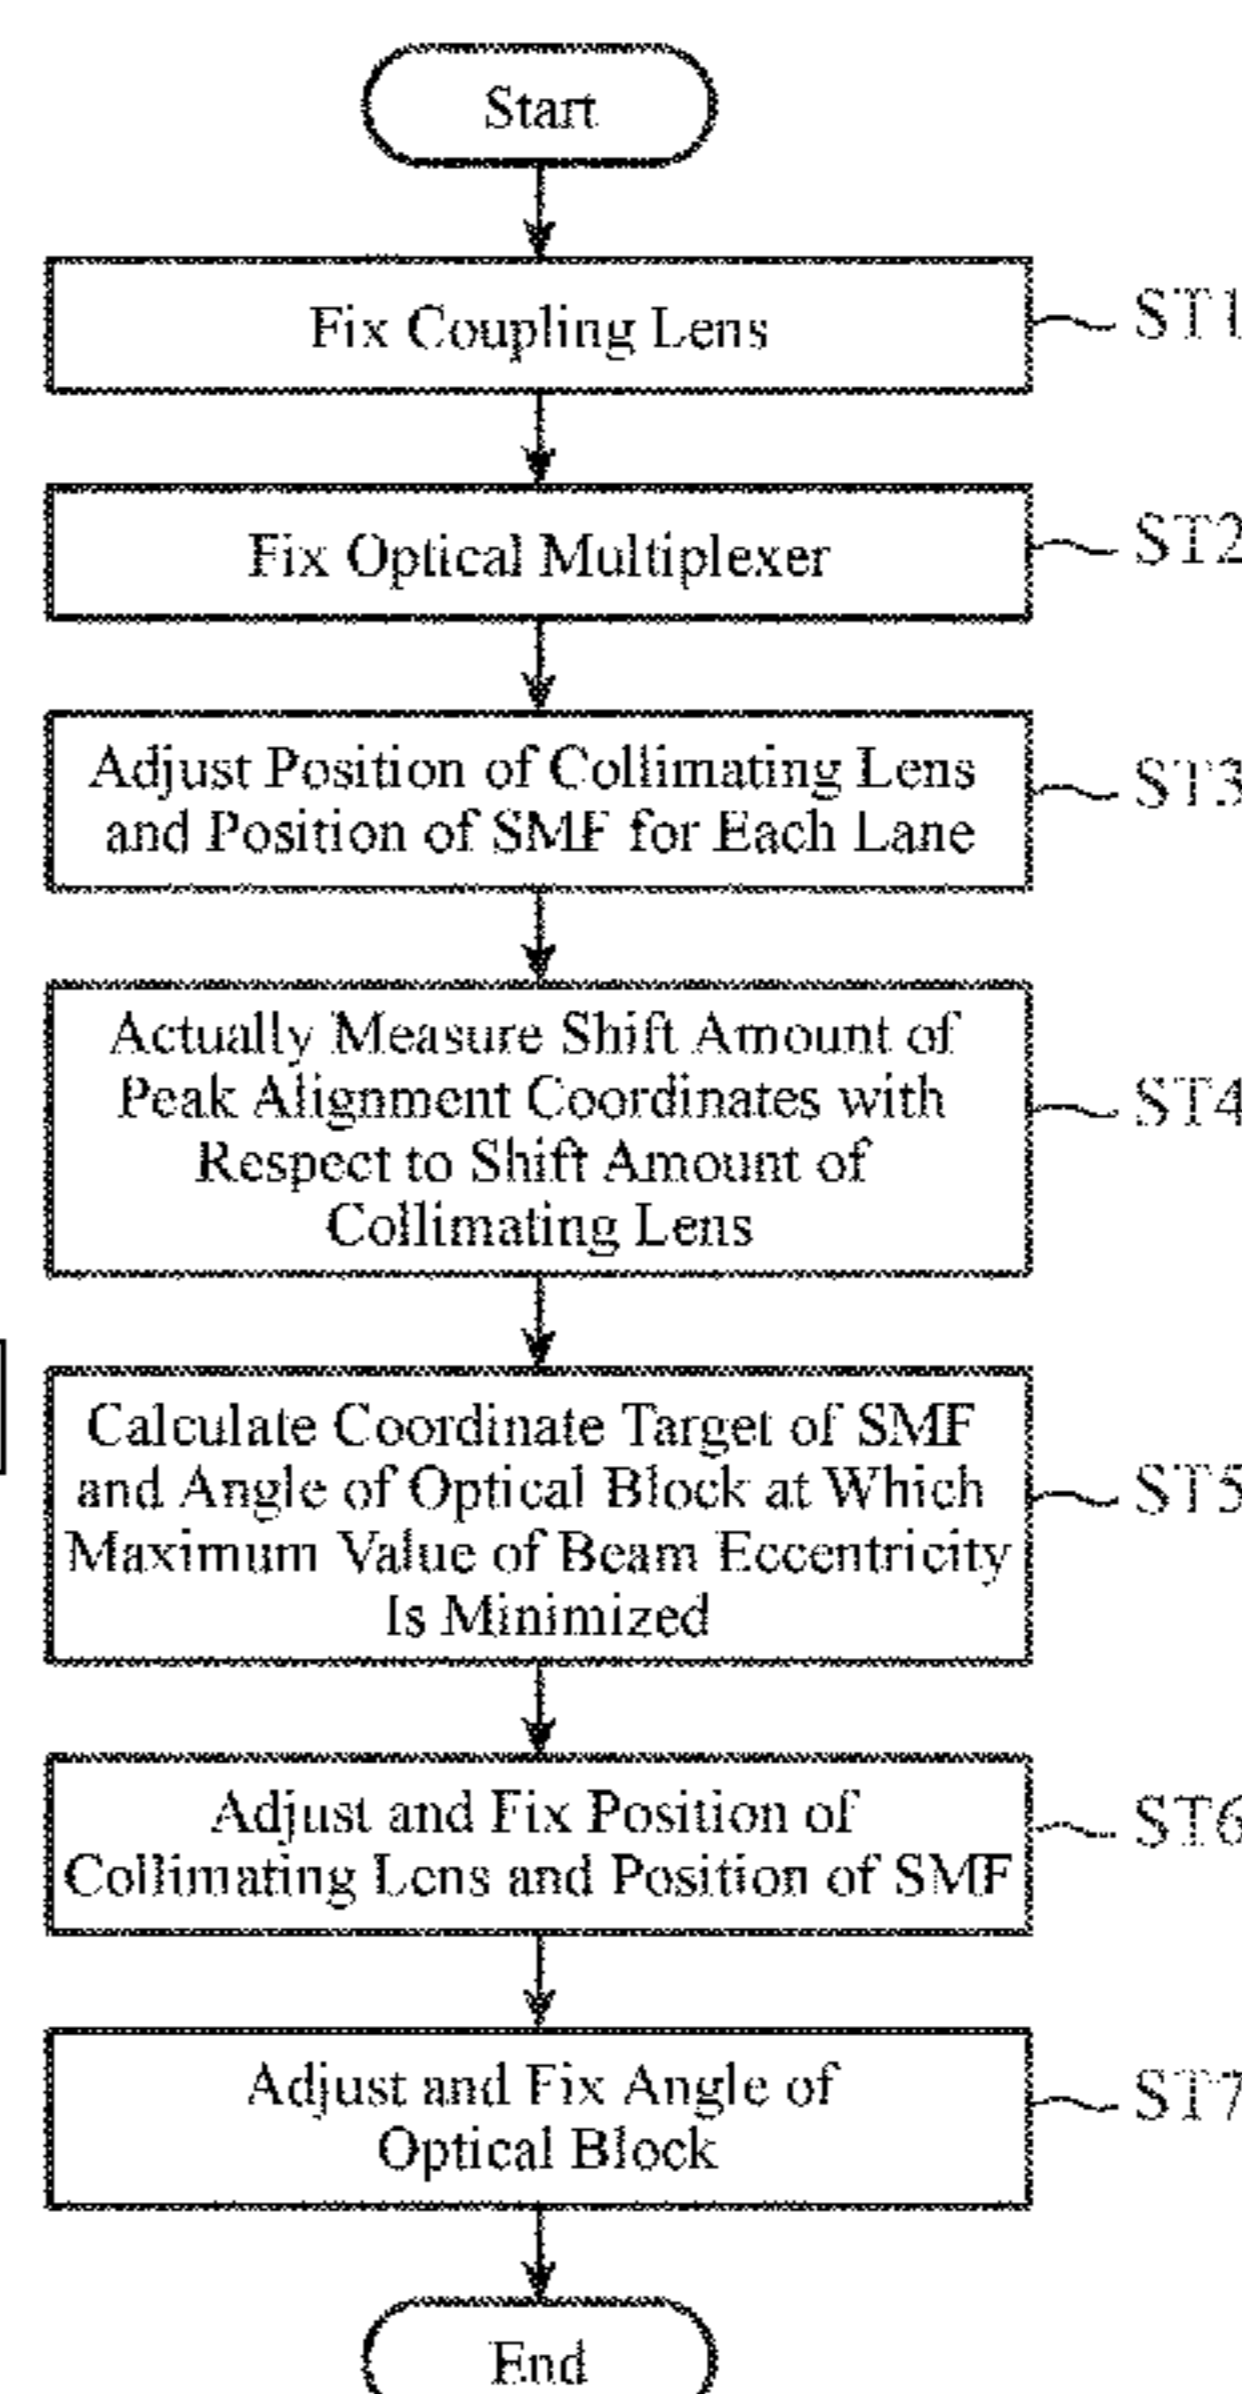 Start
Fix Coupling Lens
ST1
Fix Optical Multiplexer
ST2
Adjust Position of Collimating Lens
and Position of SMF for Each Lane
ST3
Actually Measure Shift Amount of
Peak Alignment Coordinates with
Respect to Shift Amount of
Collimating Lens
ST4
Calculate Coordinate Target of SMF
and Angle of Optical Block at Which
Maximum Value of Beam Eccentricity
Is Minimized
ST5
Adjust and Fix Position of
Collimating Lens and Position of SMF
ST6
Adjust and Fix Angle of
Optical Block
ST7
End